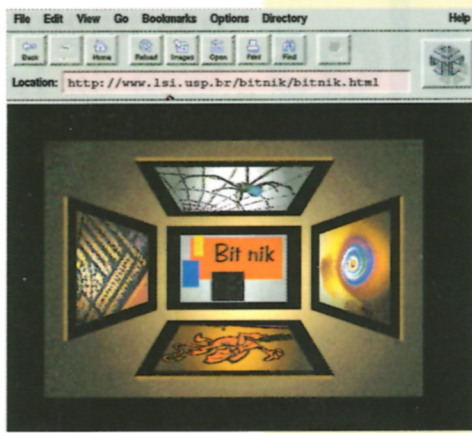 File Edit View Go Bookmarks Options Directory Help
Back Home Reload Images Open Print Find
Location: http://www.lsi.usp.br/bitnik/bitnik.html
Bit nik